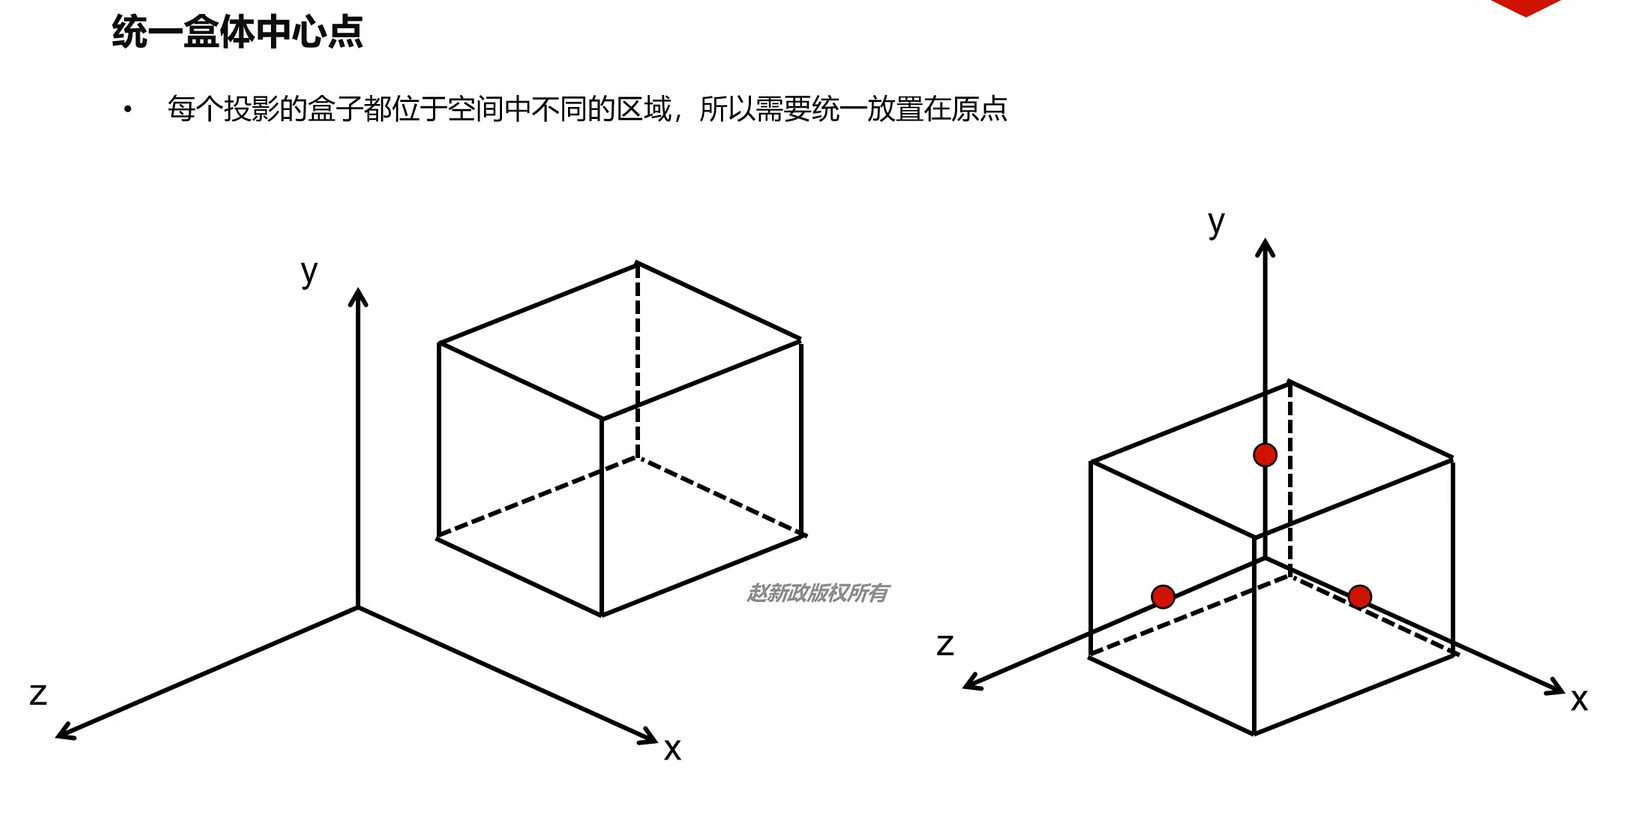 统一盒体中心点
• 每个投影的盒子都位于空间中不同的区域，所以需要统一放置在原点
y
y
赵新政版权所有
z
z
x
x